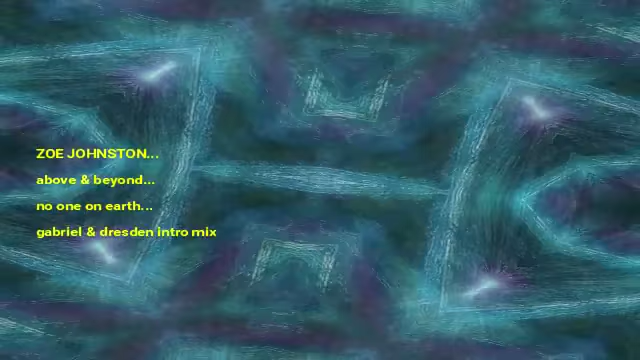 ZOE JOHNSTON...
above & beyond...
no one on earth...
gabriel & dresden intro mix